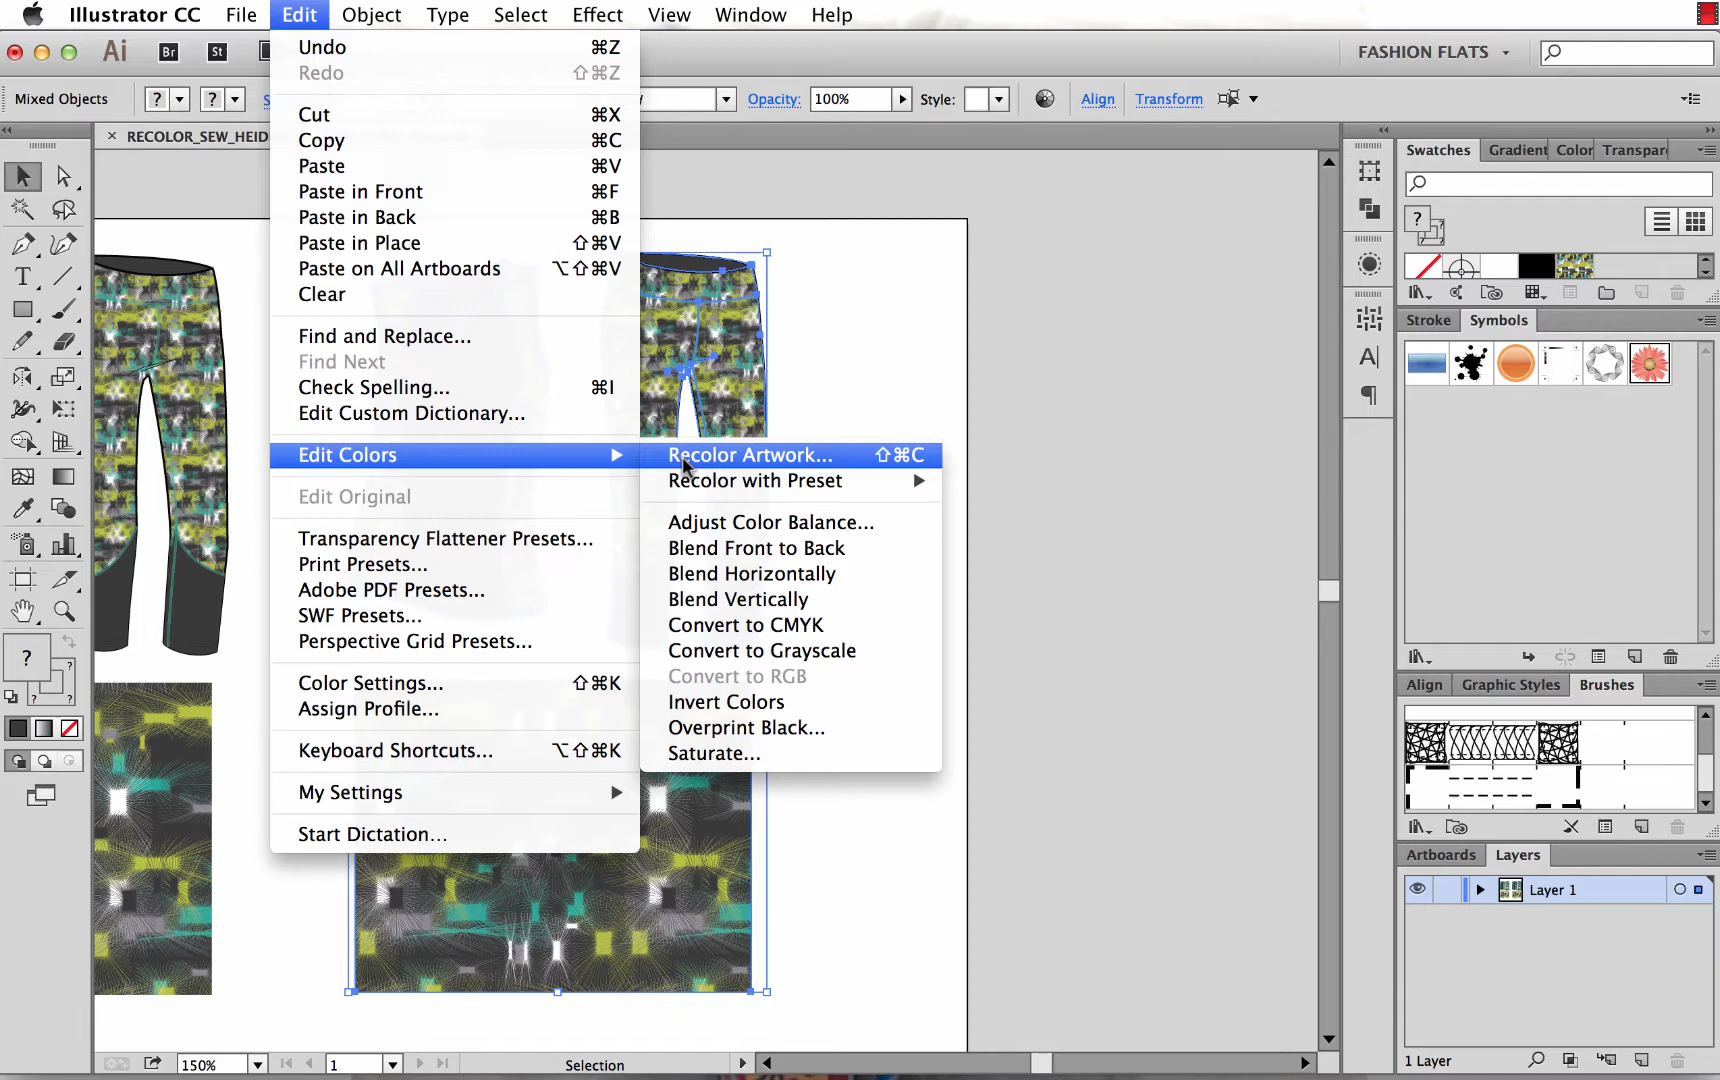 Illustrator CC File Edit Object Type Select Effect View Window Help
Ai Br St FASHION FLATS
Mixed Objects ? ? Opacity: 100% Style: Align Transform
× RECOLOR_SEW_HEID
Undo ⌘Z
Redo ⇧⌘Z
Cut ⌘X
Copy ⌘C
Paste ⌘V
Paste in Front ⌘F
Paste in Back ⌘B
Paste in Place ⇧⌘V
Paste on All Artboards ⌥⇧⌘V
Clear
Find and Replace...
Find Next
Check Spelling... ⌘I
Edit Custom Dictionary...
Edit Colors
Edit Original
Transparency Flattener Presets...
Print Presets...
Adobe PDF Presets...
SWF Presets...
Perspective Grid Presets...
Color Settings... ⇧⌘K
Assign Profile...
Keyboard Shortcuts... ⌥⇧⌘K
My Settings
Start Dictation...
Recolor Artwork... ⇧⌘C
Recolor with Preset
Adjust Color Balance...
Blend Front to Back
Blend Horizontally
Blend Vertically
Convert to CMYK
Convert to Grayscale
Convert to RGB
Invert Colors
Overprint Black...
Saturate...
Swatches Gradient Color Transpar
?
Stroke Symbols
Align Graphic Styles Brushes
Artboards Layers
Layer 1
1 Layer
? ?
?
150% 1 Selection